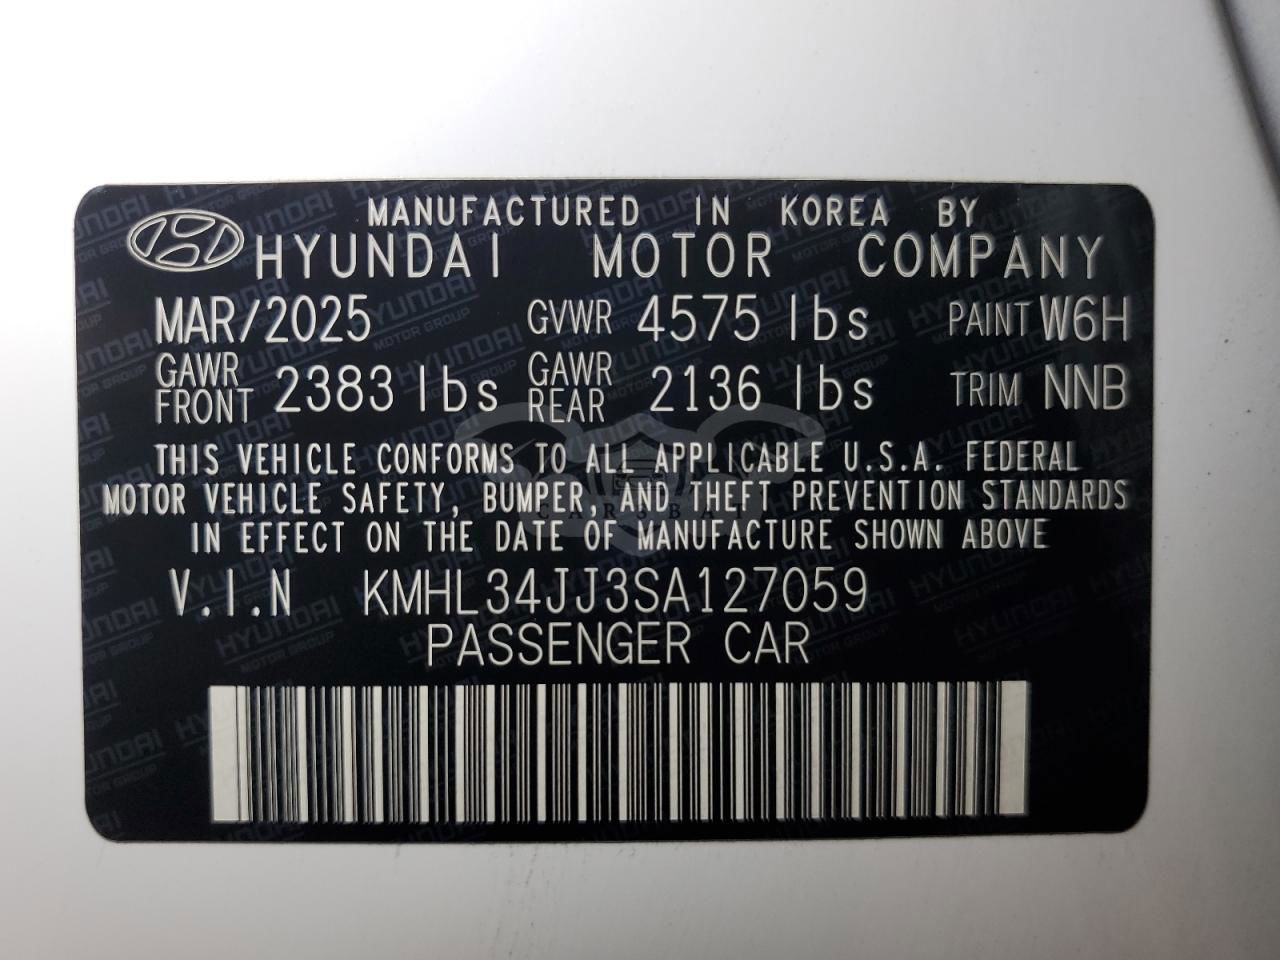 MANUFACTURED IN KOREA BY
HYUNDAI MOTOR COMPANY
MAR/2025 GVWR 4575 lbs PAINT W6H
GAWR FRONT 2383 lbs GAWR REAR 2136 lbs TRIM NNB
THIS VEHICLE CONFORMS TO ALL APPLICABLE U.S.A. FEDERAL
MOTOR VEHICLE SAFETY, BUMPER, AND THEFT PREVENTION STANDARDS
IN EFFECT ON THE DATE OF MANUFACTURE SHOWN ABOVE
V.I.N KMHL34JJ3SA127059
PASSENGER CAR
CARSBAT